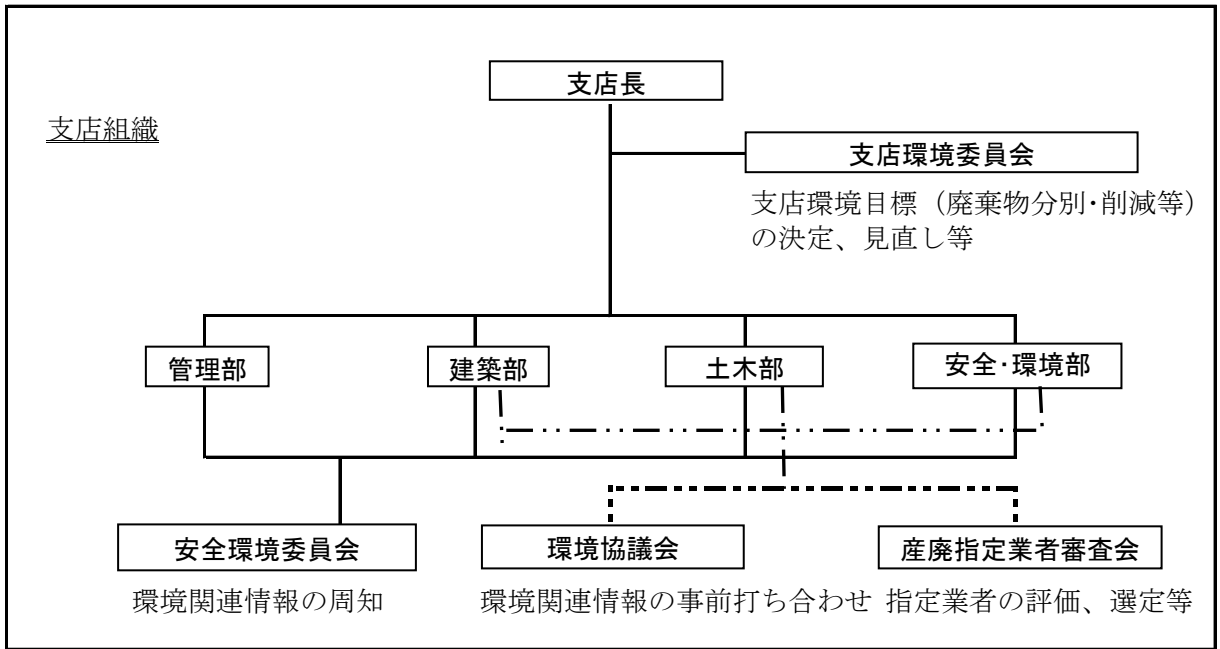 支店長
支店組織
支店環境委員会
支店環境目標（廃棄物分別・削減等）
の決定、見直し等
管理部
建築部
土木部
安全・環境部
安全環境委員会
環境協議会
産廃指定業者審査会
環境関連情報の周知
環境関連情報の事前打ち合わせ
指定業者の評価、選定等